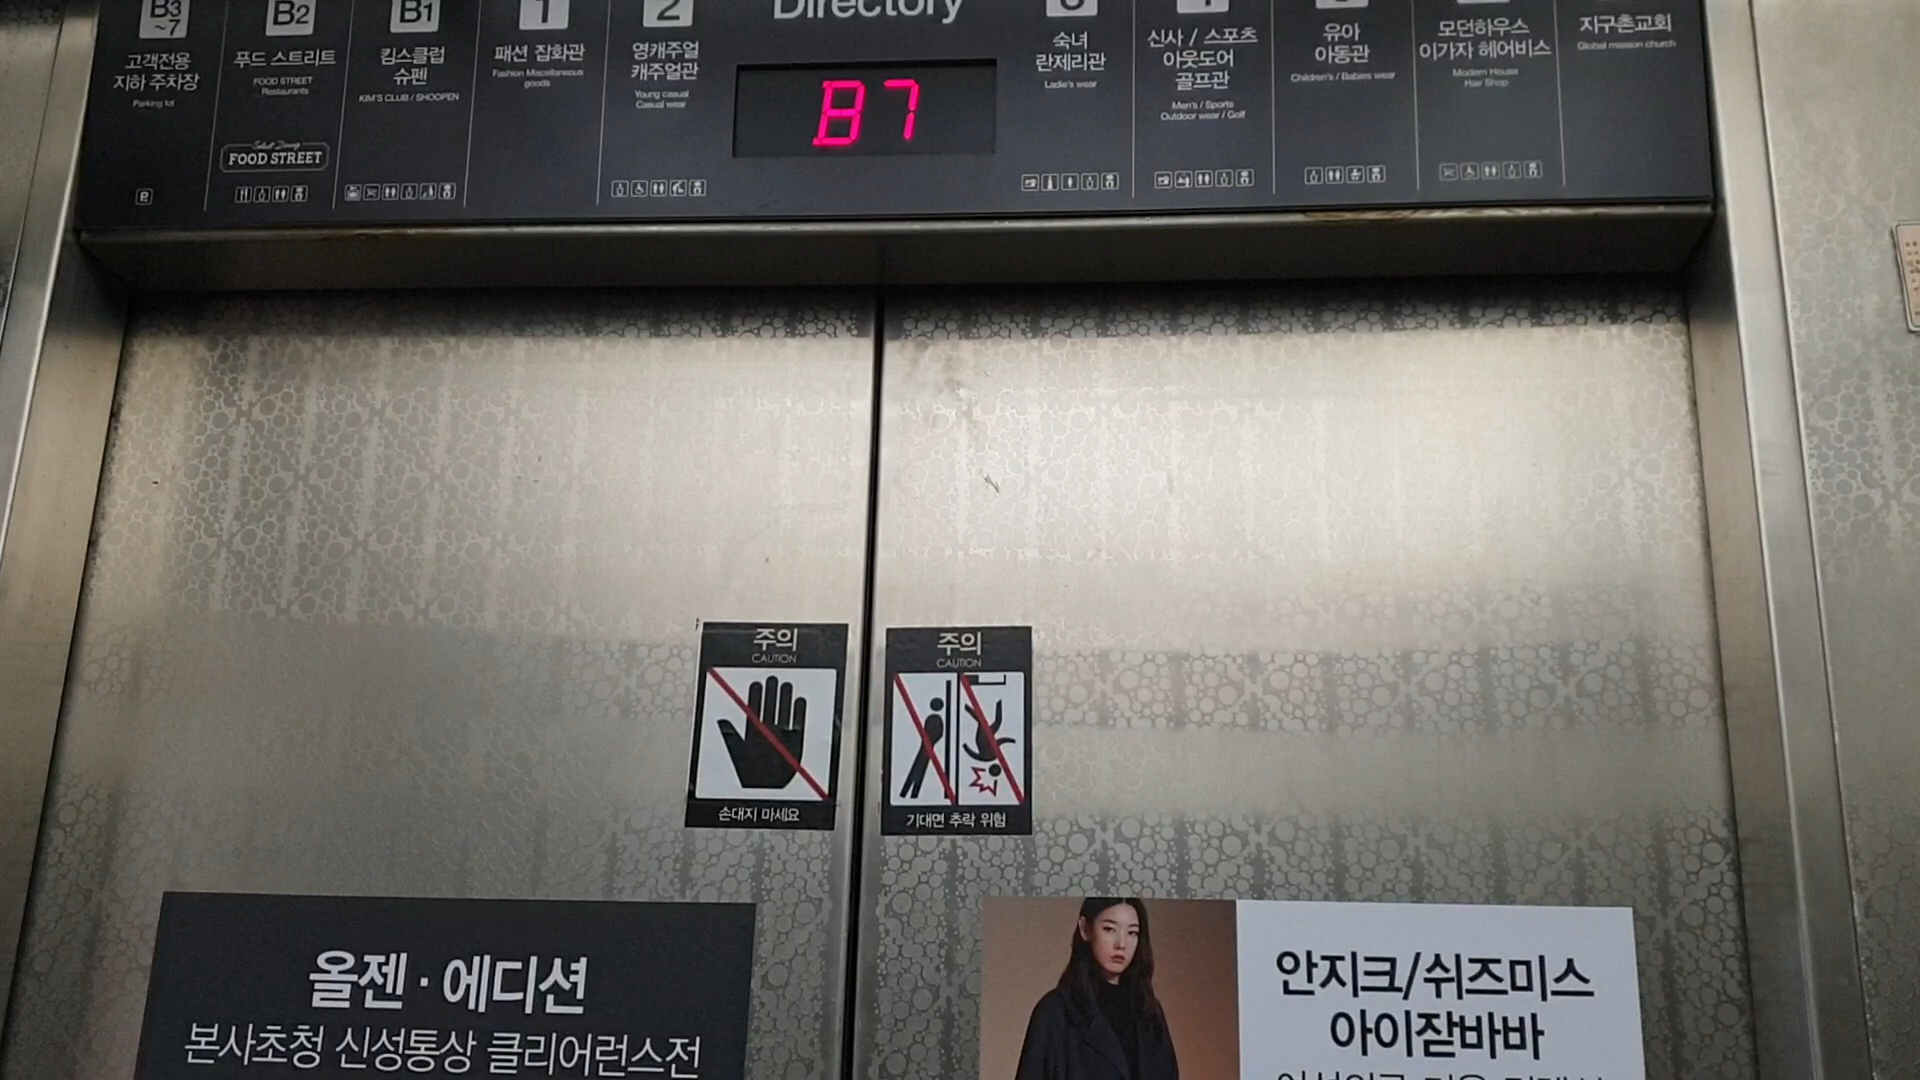 B3
~7
고객전용
지하 주차장
Parking lot
B2
푸드 스트리트
FOOD STREET
Restaurants
Select Dining
FOOD STREET
B1
킴스클럽
슈펜
KIM'S CLUB / SHOOPEN
1
패션 잡화관
Fashion Miscellaneous
goods
2
영캐주얼
캐주얼관
Young casual
Casual wear
Directory
B7
숙녀
란제리관
Ladie's wear
신사 / 스포츠
아웃도어
골프관
Men's / Sports
Outdoor wear / Golf
유아
아동관
Children's / Babies wear
모던하우스
이가자 헤어비스
Modern House
Hair Shop
지구촌교회
Global mission church
주의
CAUTION
손대지 마세요
주의
CAUTION
기대면 추락 위험
올젠 · 에디션
본사초청 신성통상 클리어런스전
안지크/쉬즈미스
아이잗바바